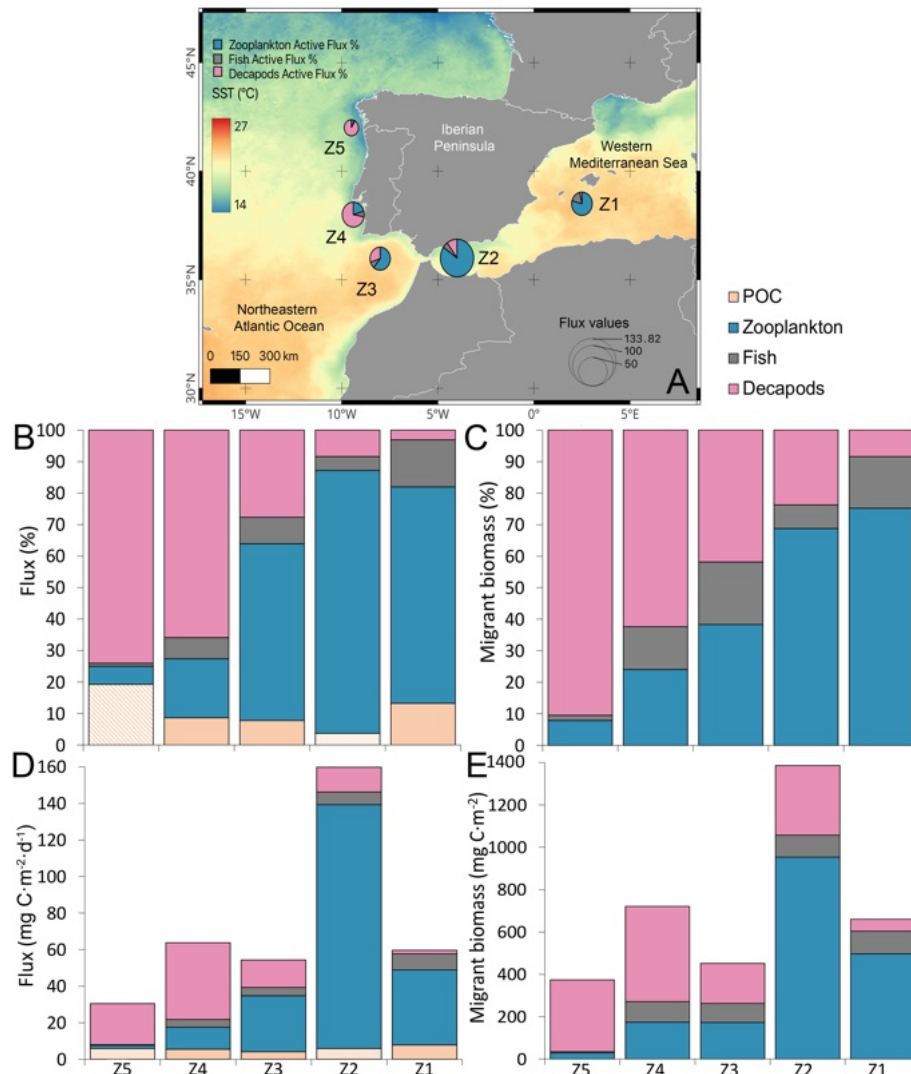 Zooplankton Active Flux %
Fish Active Flux %
Decapods Active Flux %
SST (°C)
27
14
45°N
40°N
35°N
30°N
Iberian
Peninsula
Western
Mediterranean Sea
Z5
Z4
Z3
Z2
Z1
Northeastern
Atlantic Ocean
0 150 300 km
Flux values
133.82
100
50
A
15°W 10°W 5°W 0° 5°E
POC
Zooplankton
Fish
Decapods
B
Flux (%)
100
90
80
70
60
50
40
30
20
10
0
C
Migrant biomass (%)
100
90
80
70
60
50
40
30
20
10
0
D
Flux (mg C·m-2·d-1)
160
140
120
100
80
60
40
20
0
Z5 Z4 Z3 Z2 Z1
E
Migrant biomass (mg C·m-2)
1400
1200
1000
800
600
400
200
0
Z5 Z4 Z3 Z2 Z1